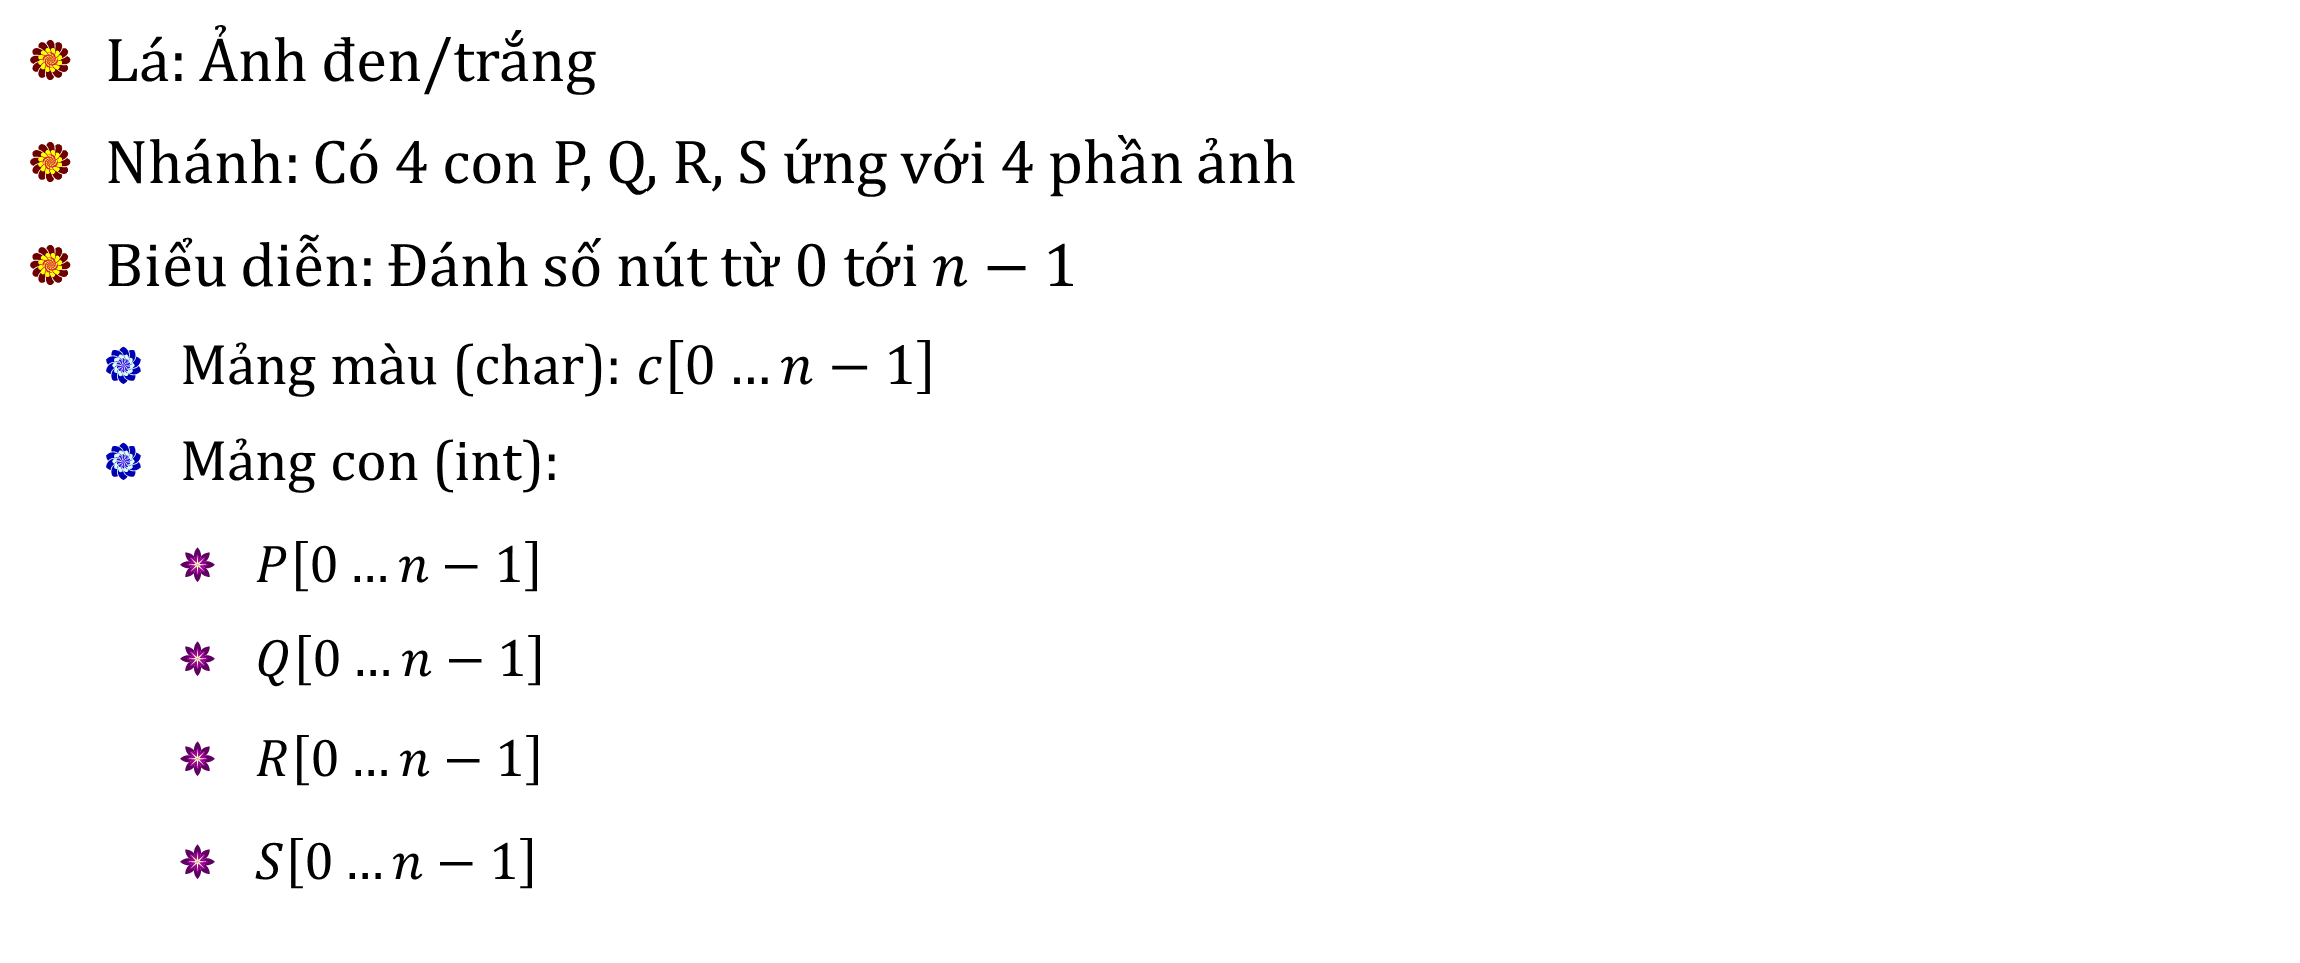 Lá: Ảnh đen/trắng
Nhánh: Có 4 con P, Q, R, S ứng với 4 phần ảnh
Biểu diễn: Đánh số nút từ 0 tới n − 1
Mảng màu (char): c[0 … n − 1]
Mảng con (int):
P[0 … n − 1]
Q[0 … n − 1]
R[0 … n − 1]
S[0 … n − 1]